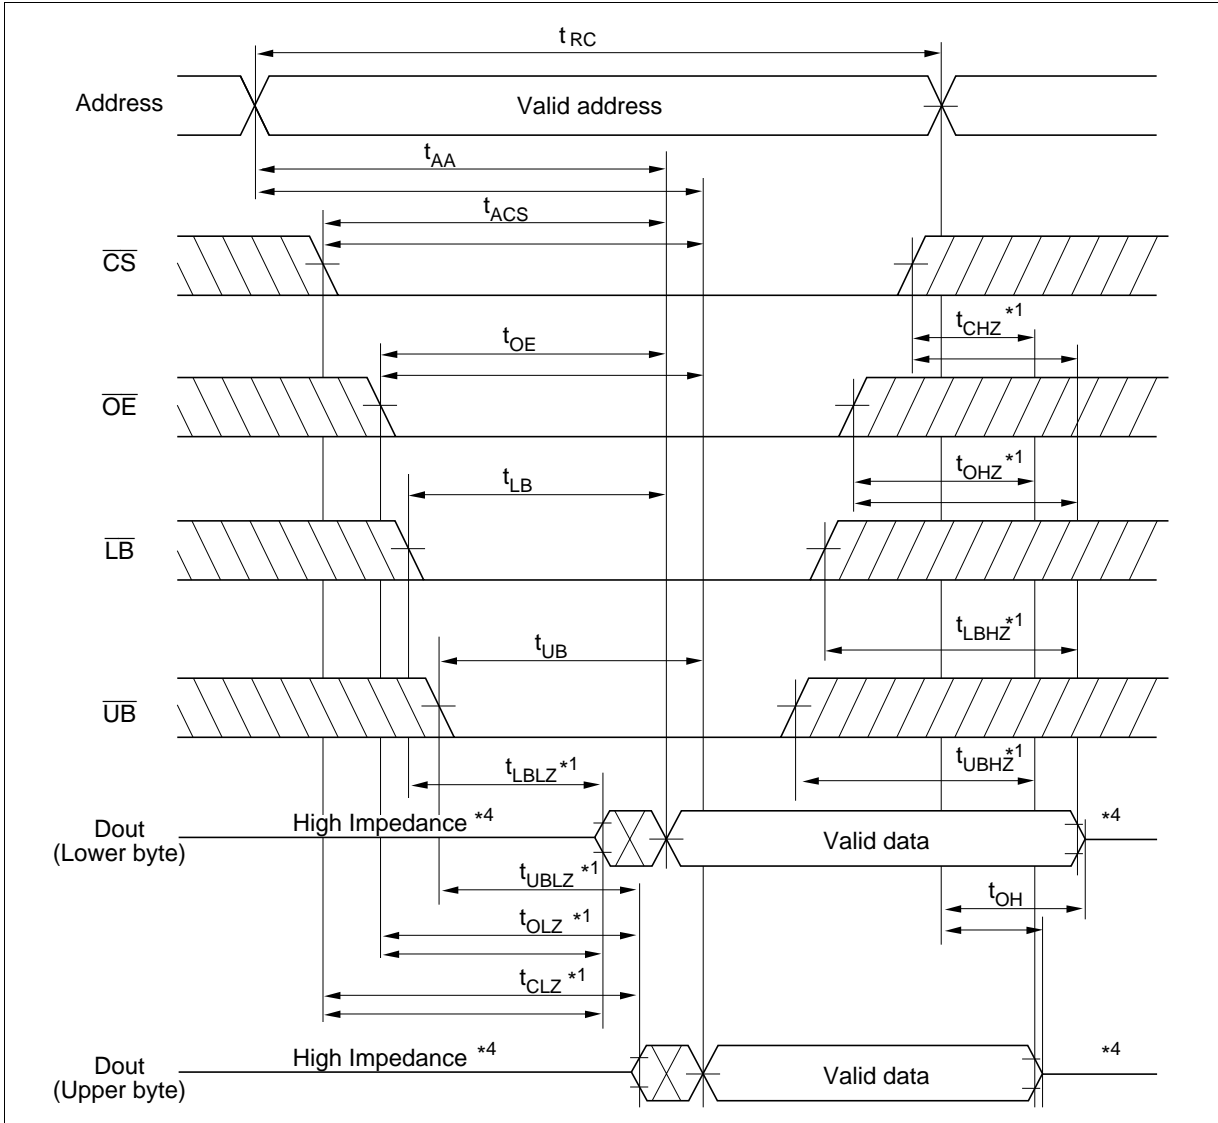 tRC
Address
Valid address
tAA
tACS
CS
tCHZ *1
tOE
OE
tOHZ *1
tLB
LB
tLBHZ *1
tUB
UB
tUBHZ *1
tLBLZ *1
High Impedance *4
*4
Dout
(Lower byte)
Valid data
tUBLZ *1
tOH
tOLZ *1
tCLZ *1
High Impedance *4
*4
Dout
(Upper byte)
Valid data